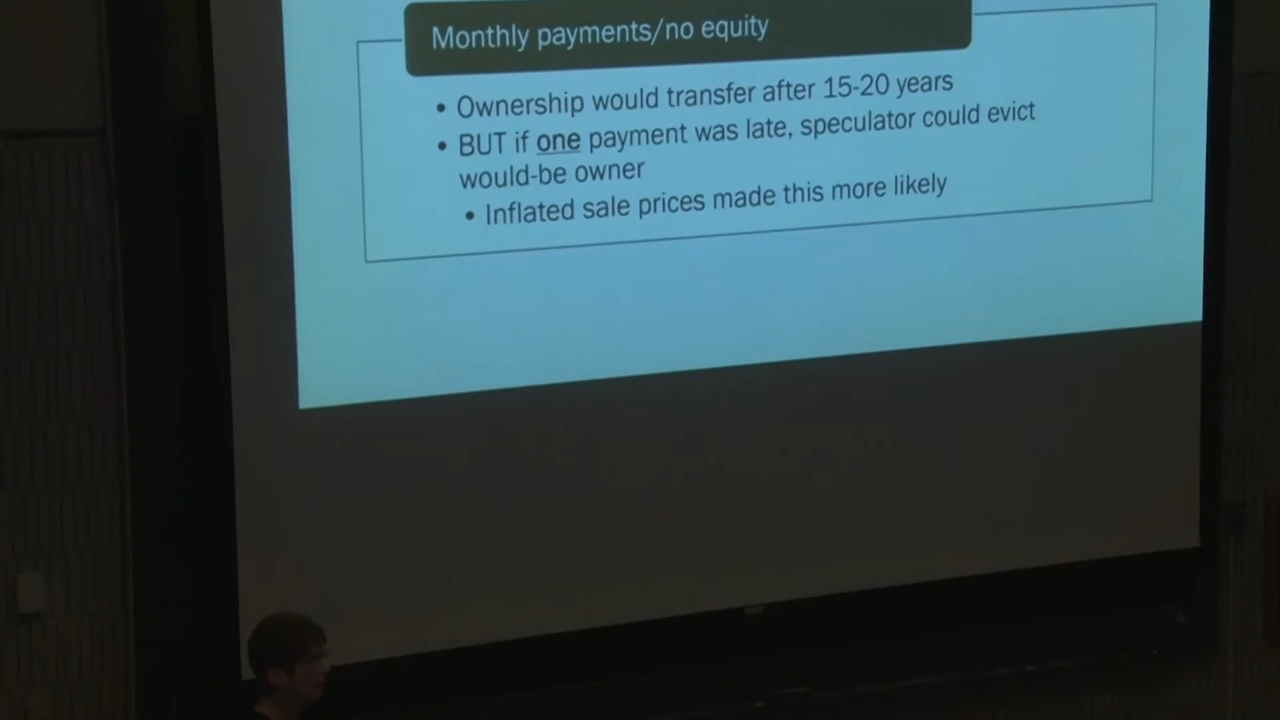 Monthly payments/no equity
• Ownership would transfer after 15-20 years
• BUT if one payment was late, speculator could evict
would-be owner
• Inflated sale prices made this more likely